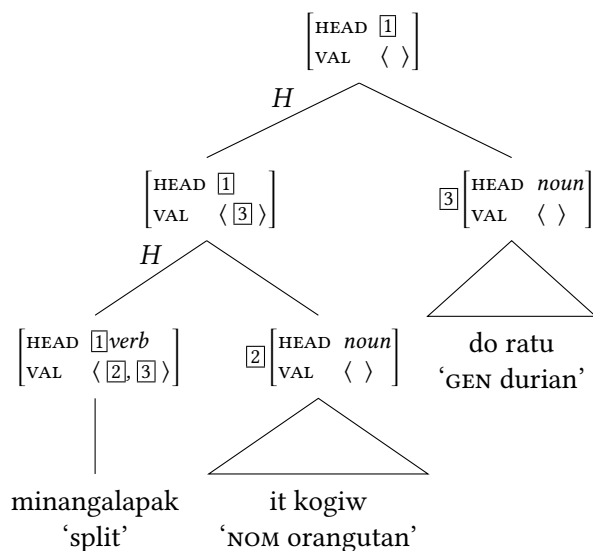 [HEAD [1]
VAL ⟨ ⟩]
H
[HEAD [1]
VAL ⟨ [3] ⟩]
[3] [HEAD noun
VAL ⟨ ⟩]
H
[HEAD [1] verb
VAL ⟨ [2], [3] ⟩]
[2] [HEAD noun
VAL ⟨ ⟩]
do ratu
‘GEN durian’
minangalapak
‘split’
it kogiw
‘NOM orangutan’